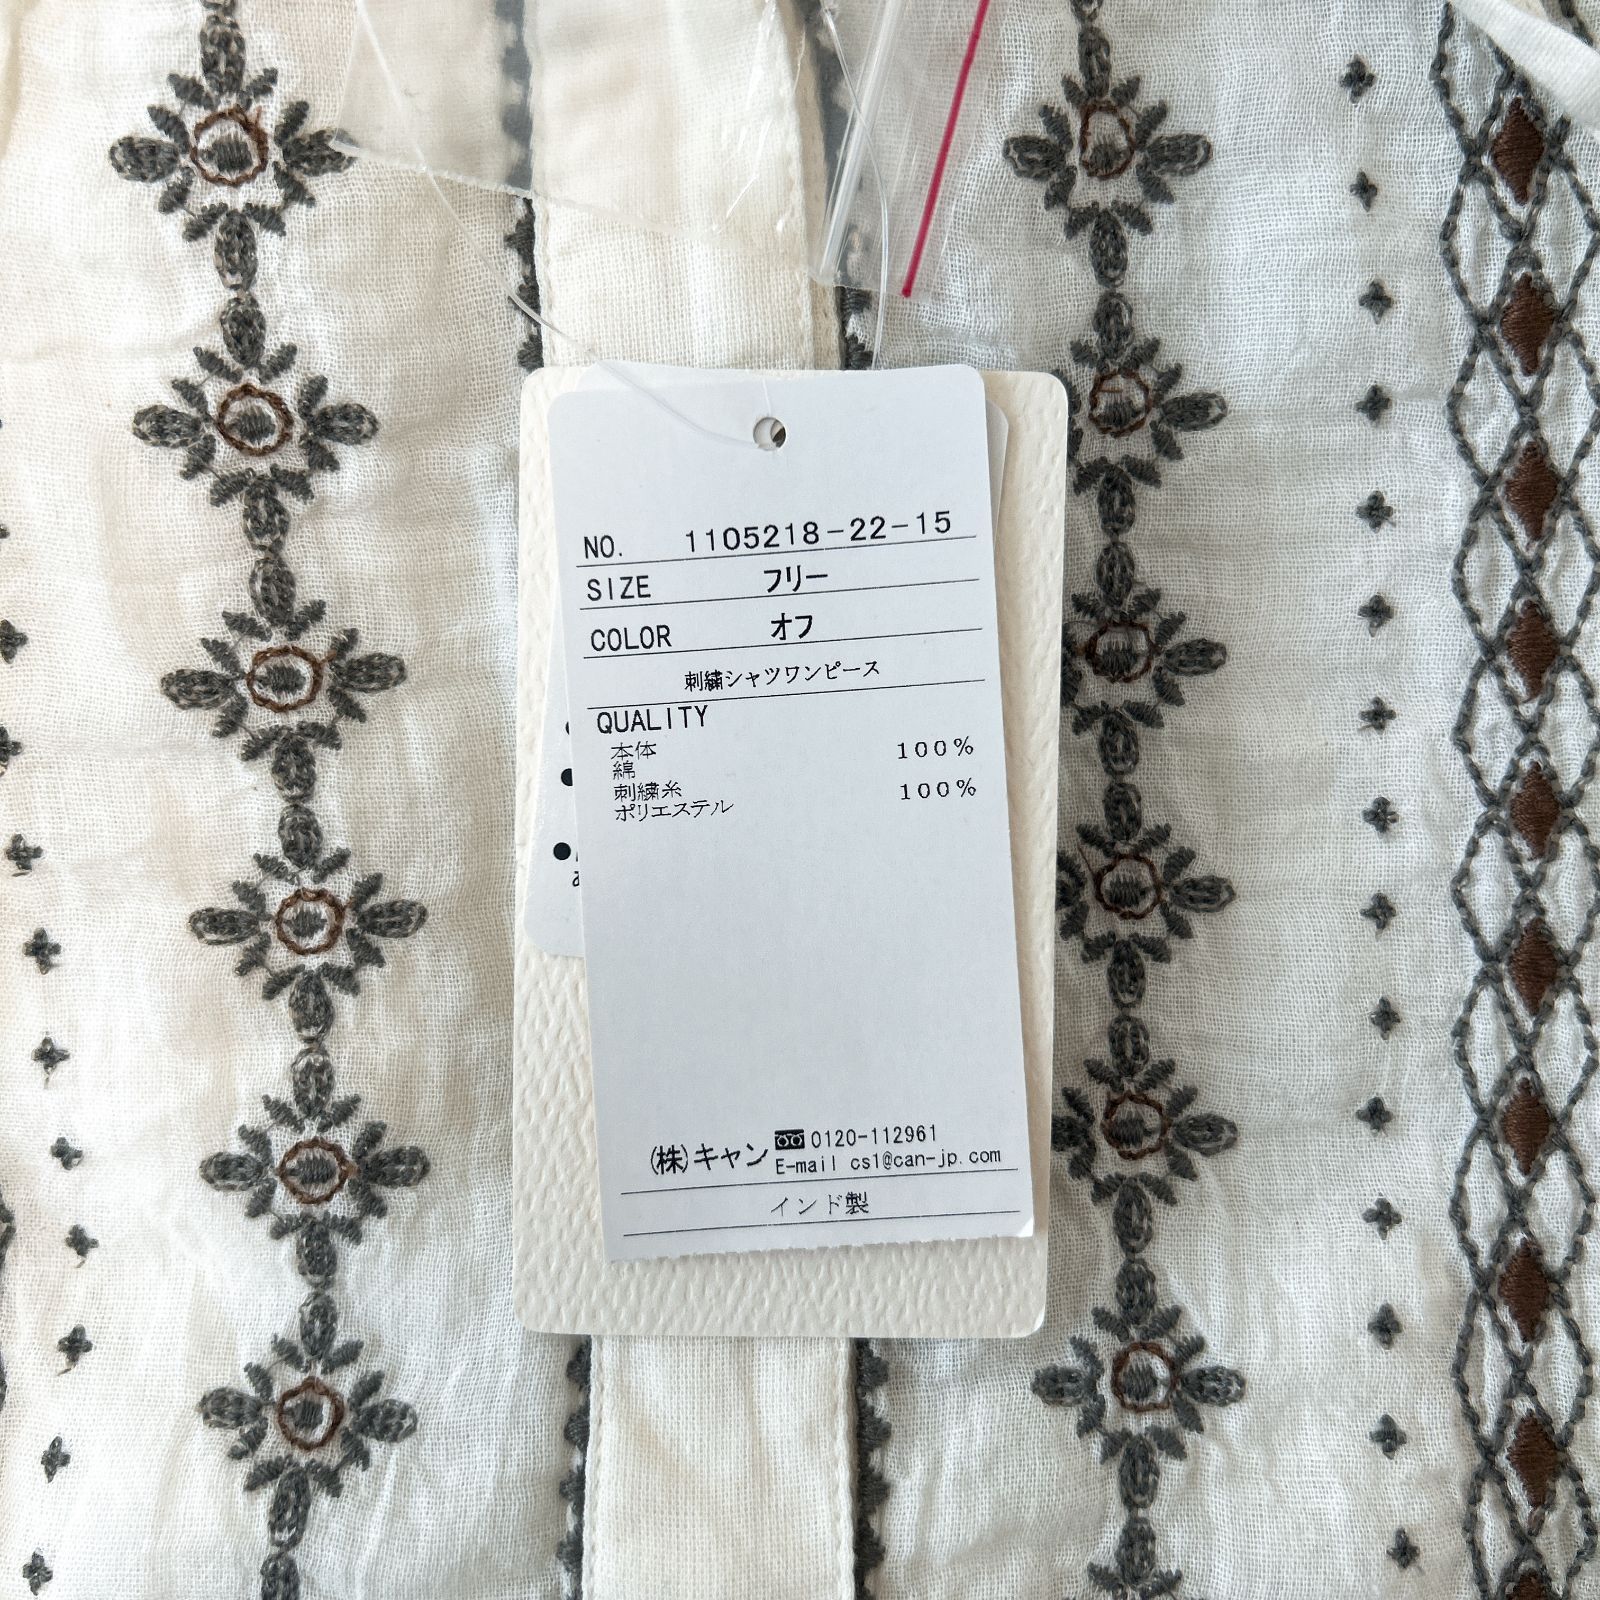 NO. 1105218-22-15
SIZE フリー
COLOR オフ
刺繍シャツワンピース
QUALITY
本体 100%
綿
刺繍糸 100%
ポリエステル
(株)キャン 0120-112961
E-mail cs1@can-jp.com
インド製